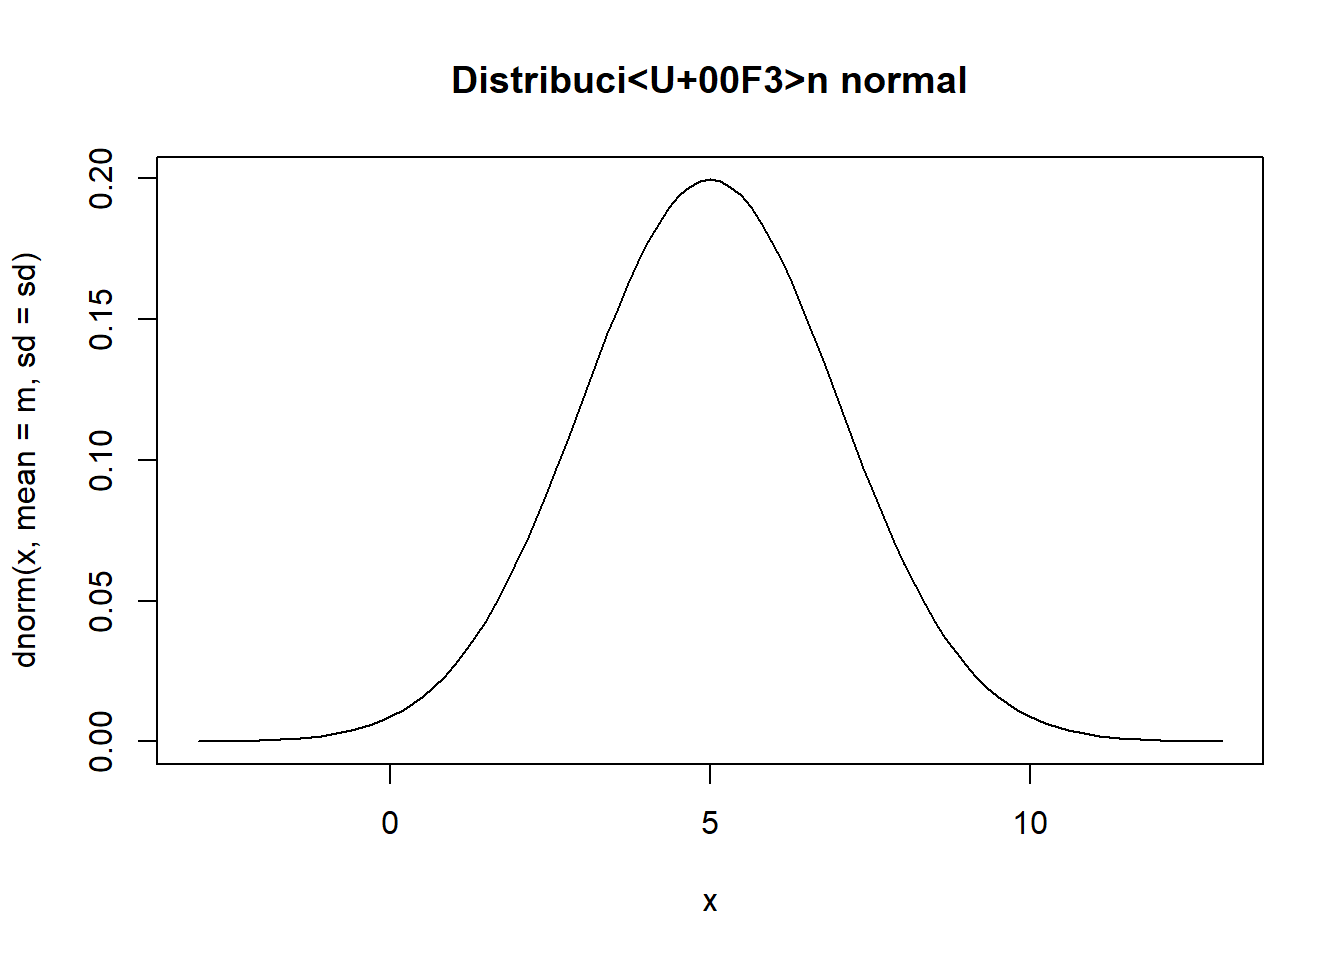 Distribuci<U+00F3>n normal
dnorm(x, mean = m, sd = sd)
0.20
0.15
0.10
0.05
0.00
0
5
10
x